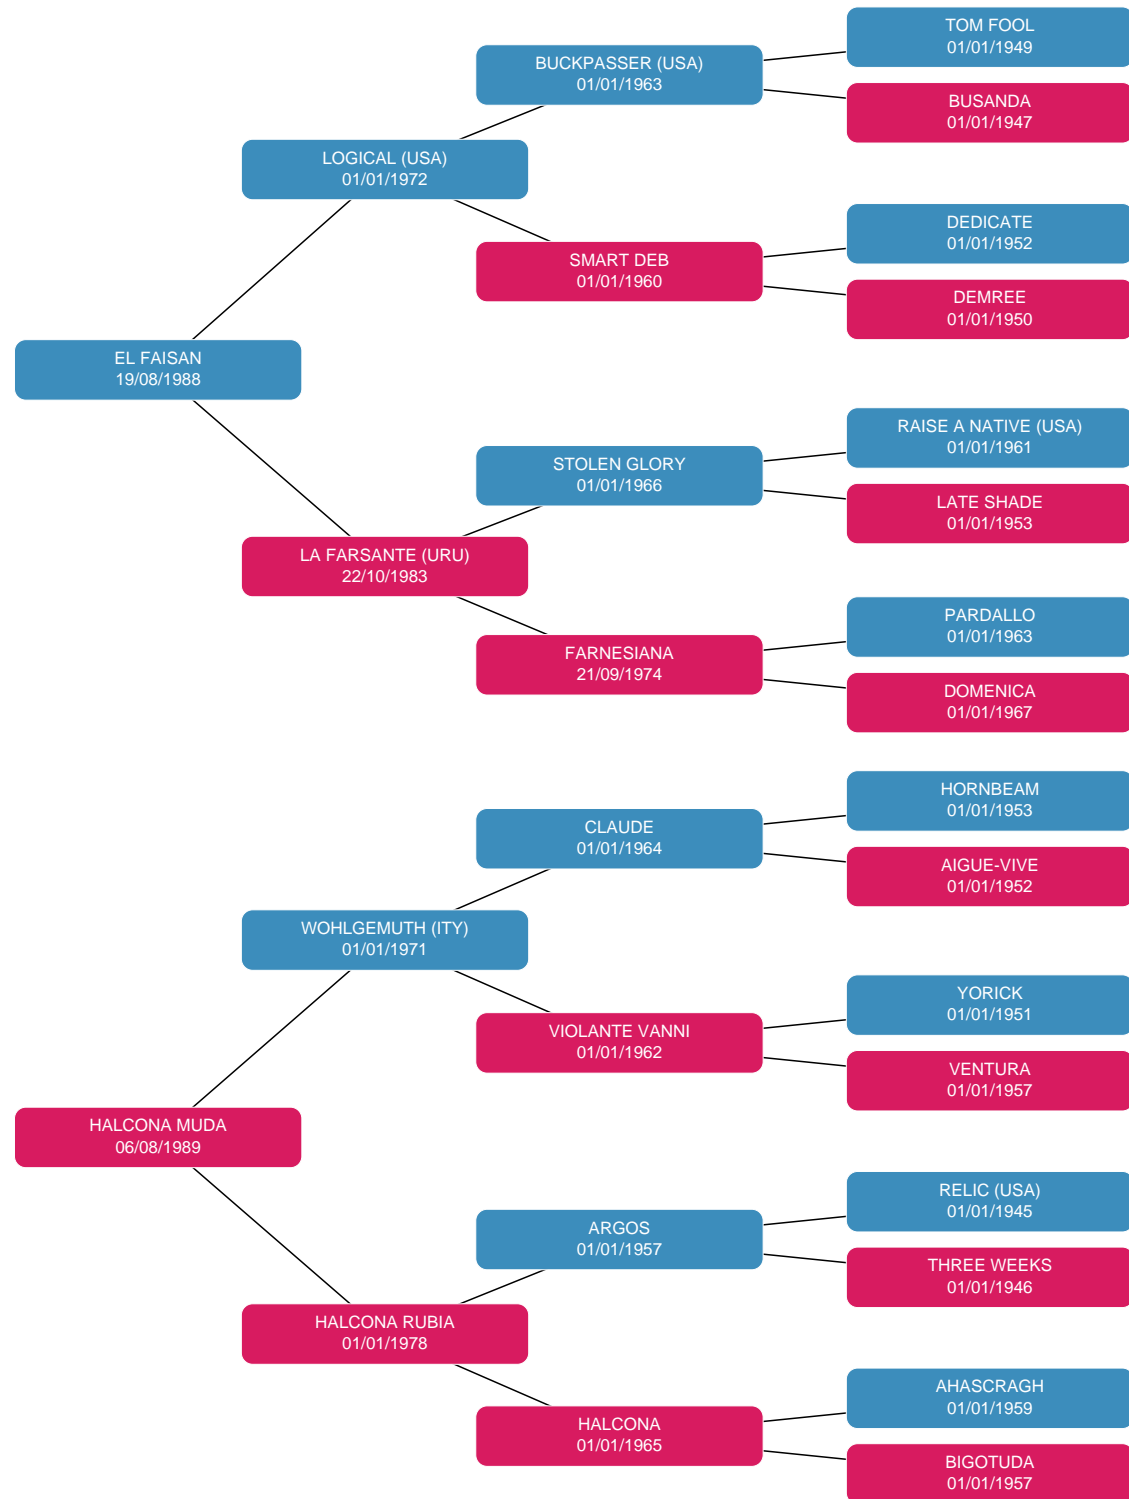 TOM FOOL
01/01/1949
BUCKPASSER (USA)
01/01/1963
BUSANDA
01/01/1947
LOGICAL (USA)
01/01/1972
DEDICATE
01/01/1952
SMART DEB
01/01/1960
DEMREE
01/01/1950
EL FAISAN
19/08/1988
RAISE A NATIVE (USA)
01/01/1961
STOLEN GLORY
01/01/1966
LATE SHADE
01/01/1953
LA FARSANTE (URU)
22/10/1983
PARDALLO
01/01/1963
FARNESIANA
21/09/1974
DOMENICA
01/01/1967
HORNBEAM
01/01/1953
CLAUDE
01/01/1964
AIGUE-VIVE
01/01/1952
WOHLGEMUTH (ITY)
01/01/1971
YORICK
01/01/1951
VIOLANTE VANNI
01/01/1962
VENTURA
01/01/1957
HALCONA MUDA
06/08/1989
RELIC (USA)
01/01/1945
ARGOS
01/01/1957
THREE WEEKS
01/01/1946
HALCONA RUBIA
01/01/1978
AHASCRAGH
01/01/1959
HALCONA
01/01/1965
BIGOTUDA
01/01/1957